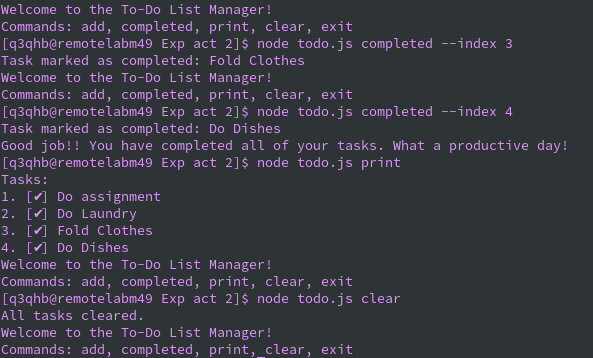 Welcome to the To-Do List Manager!
Commands: add, completed, print, clear, exit
[q3qhb@remotelabm49 Exp act 2]$ node todo.js completed --index 3
Task marked as completed: Fold Clothes
Welcome to the To-Do List Manager!
Commands: add, completed, print, clear, exit
[q3qhb@remotelabm49 Exp act 2]$ node todo.js completed --index 4
Task marked as completed: Do Dishes
Good job!! You have completed all of your tasks. What a productive day!
[q3qhb@remotelabm49 Exp act 2]$ node todo.js print
Tasks:
1. [✔] Do assignment
2. [✔] Do Laundry
3. [✔] Fold Clothes
4. [✔] Do Dishes
Welcome to the To-Do List Manager!
Commands: add, completed, print, clear, exit
[q3qhb@remotelabm49 Exp act 2]$ node todo.js clear
All tasks cleared.
Welcome to the To-Do List Manager!
Commands: add, completed, print,_clear, exit